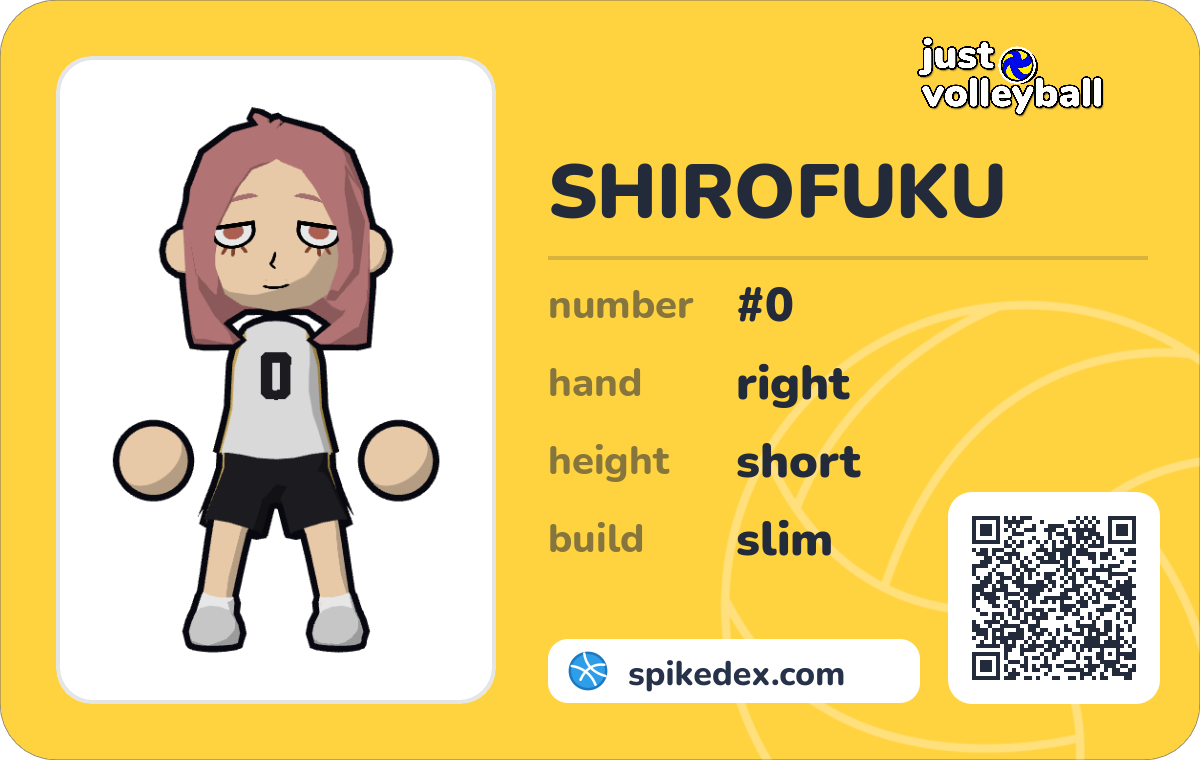 just
volleyball
SHIROFUKU
number #0
hand right
height short
build slim
0
spikedex.com